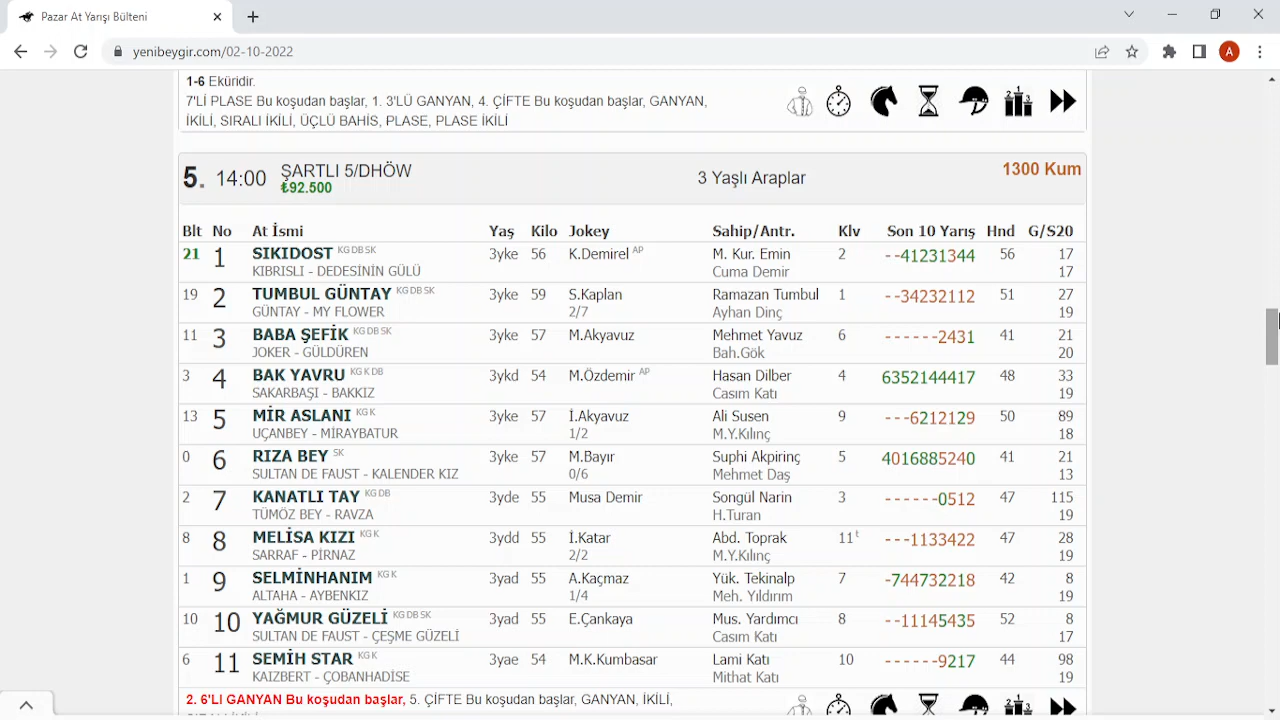 Pazar At Yarışı Bülteni
yenibeygir.com/02-10-2022
A
1-6 Eküridir.
7'Lİ PLASE Bu koşudan başlar, 1. 3'LÜ GANYAN, 4. ÇİFTE Bu koşudan başlar, GANYAN,
İKİLİ, SIRALI İKİLİ, ÜÇLÜ BAHİS, PLASE, PLASE İKİLİ
5. 14:00 ŞARTLI 5/DHÖW 3 Yaşlı Araplar 1300 Kum
₺92.500
Blt No At İsmi Yaş Kilo Jokey Sahip/Antr. Klv Son 10 Yarış Hnd G/S20
21 1 SIKIDOST KG DB SK 3yke 56 K.Demirel AP M. Kur. Emin 2 --41231344 56 17
KIBRISLI - DEDESİNİN GÜLÜ Cuma Demir 17
19 2 TUMBUL GÜNTAY KG DB SK 3yke 59 S.Kaplan Ramazan Tumbul 1 --34232112 51 27
GÜNTAY - MY FLOWER 2/7 Ayhan Dinç 19
11 3 BABA ŞEFİK KG DB SK 3yke 57 M.Akyavuz Mehmet Yavuz 6 ------2431 41 21
JOKER - GÜLDÜREN Bah.Gök 20
3 4 BAK YAVRU KG K DB 3ykd 54 M.Özdemir AP Hasan Dilber 4 6352144417 48 33
SAKARBAŞI - BAKKIZ Casım Katı 19
13 5 MİR ASLANI KG K 3yke 57 İ.Akyavuz Ali Susen 9 ---6212129 50 89
UÇANBEY - MİRAYBATUR 1/2 M.Y.Kılınç 18
0 6 RIZA BEY SK 3yke 57 M.Bayır Suphi Akpirinç 5 4016885240 41 21
SULTAN DE FAUST - KALENDER KIZ 0/6 Mehmet Daş 13
2 7 KANATLI TAY KG DB 3yde 55 Musa Demir Songül Narin 3 ------0512 47 115
TÜMÖZ BEY - RAVZA H.Turan 19
8 8 MELİSA KIZI KG K 3ydd 55 İ.Katar Abd. Toprak 11 t ---1133422 47 28
SARRAF - PİRNAZ 2/2 M.Y.Kılınç 19
1 9 SELMİNHANIM KG K 3yad 55 A.Kaçmaz Yük. Tekinalp 7 -744732218 42 8
ALTAHA - AYBENKIZ 1/4 Meh. Yıldırım 19
10 10 YAĞMUR GÜZELİ KG DB SK 3yad 55 E.Çankaya Mus. Yardımcı 8 --11145435 52 8
SULTAN DE FAUST - ÇEŞME GÜZELİ Casım Katı 17
6 11 SEMİH STAR KG K 3yae 54 M.K.Kumbasar Lami Katı 10 ------9217 44 98
KAIZBERT - ÇOBANHADİSE Mithat Katı 19
2. 6'LI GANYAN Bu koşudan başlar, 5. ÇİFTE Bu koşudan başlar, GANYAN, İKİLİ,